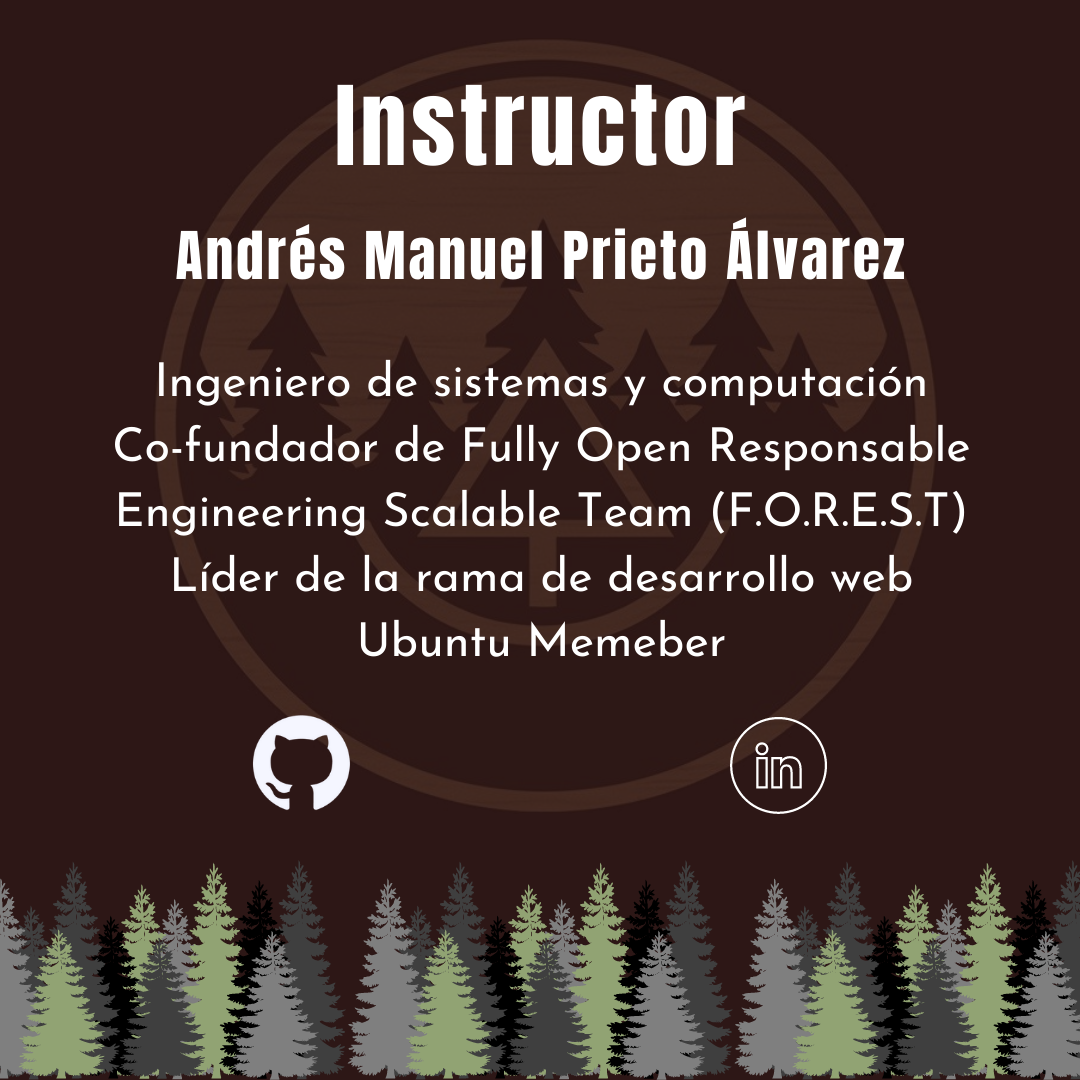 Instructor
Andrés Manuel Prieto Álvarez
Ingeniero de sistemas y computación
Co-fundador de Fully Open Responsable
Engineering Scalable Team (F.O.R.E.S.T)
Líder de la rama de desarrollo web
Ubuntu Memeber
in